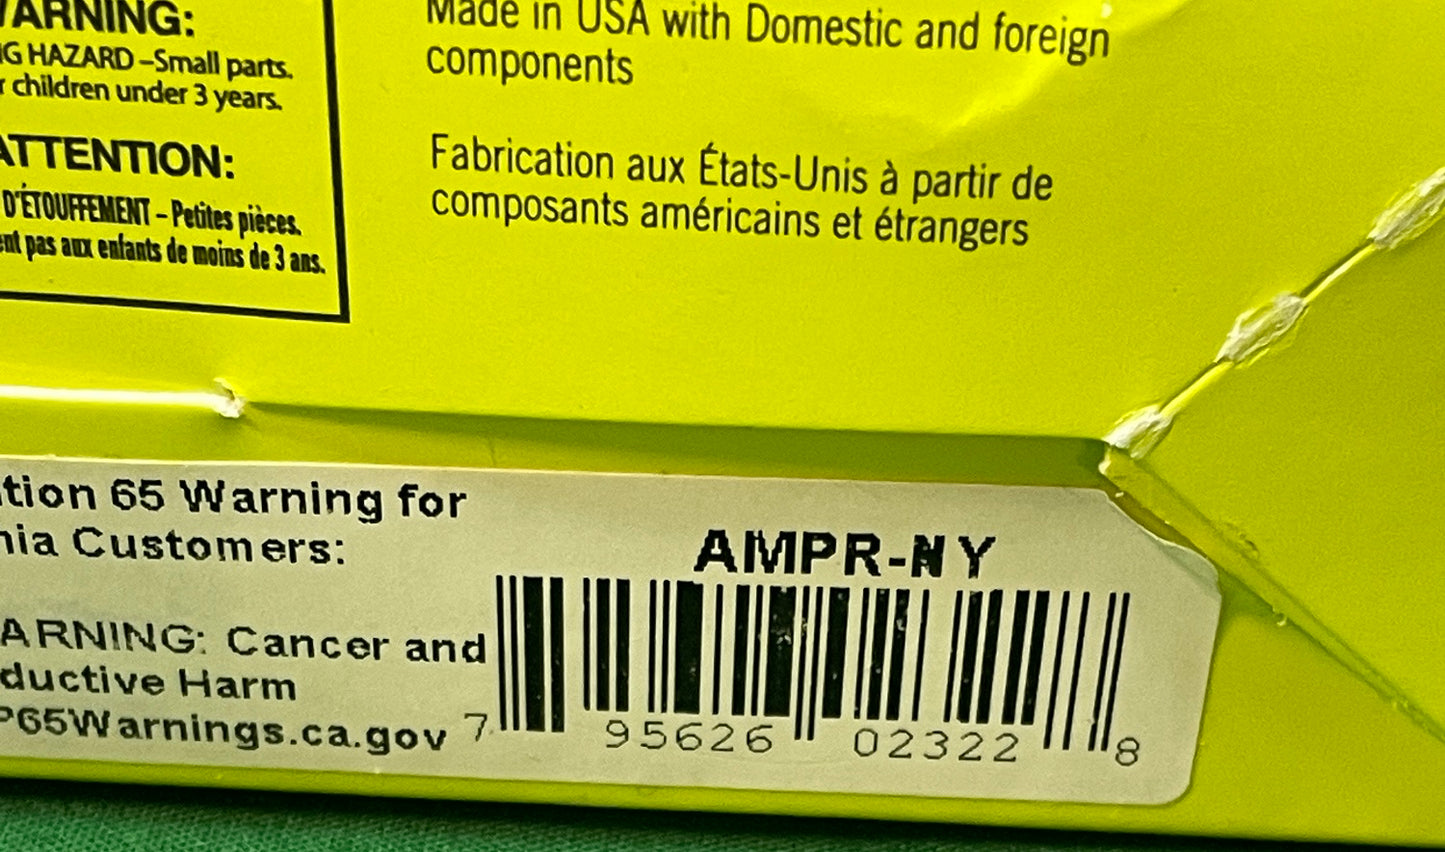 WARNING:
G HAZARD –Small parts.
r children under 3 years.
ATTENTION:
D'ÉTOUFFEMENT – Petites pièces.
ent pas aux enfants de moins de 3 ans.
Made in USA with Domestic and foreign
components
Fabrication aux États-Unis à partir de
composants américains et étrangers
tion 65 Warning for
nia Customers:
ARNING: Cancer and
ductive Harm
P65Warnings.ca.gov
AMPR-NY
7 95626 02322 8